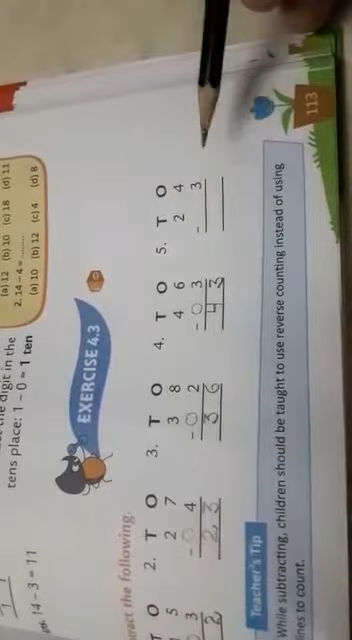 the digit in the
tens place: 1 - 0 = 1 ten
14 - 3 = 11
(a) 12 (b) 10 (c) 18 (d) 11
2. 14 - 4 =
(a) 10 (b) 12 (c) 4 (d) 8
EXERCISE 4.3
ract the following.
T O 2. T O 3. T O 4. T O 5. T O
5 2 7 3 8 4 6 2 4
3 - 0 4 - 0 2 - 0 3 - 3
2 2 3 3 6 4 3
Teacher's Tip
While subtracting, children should be taught to use reverse counting instead of using
lines to count.
113